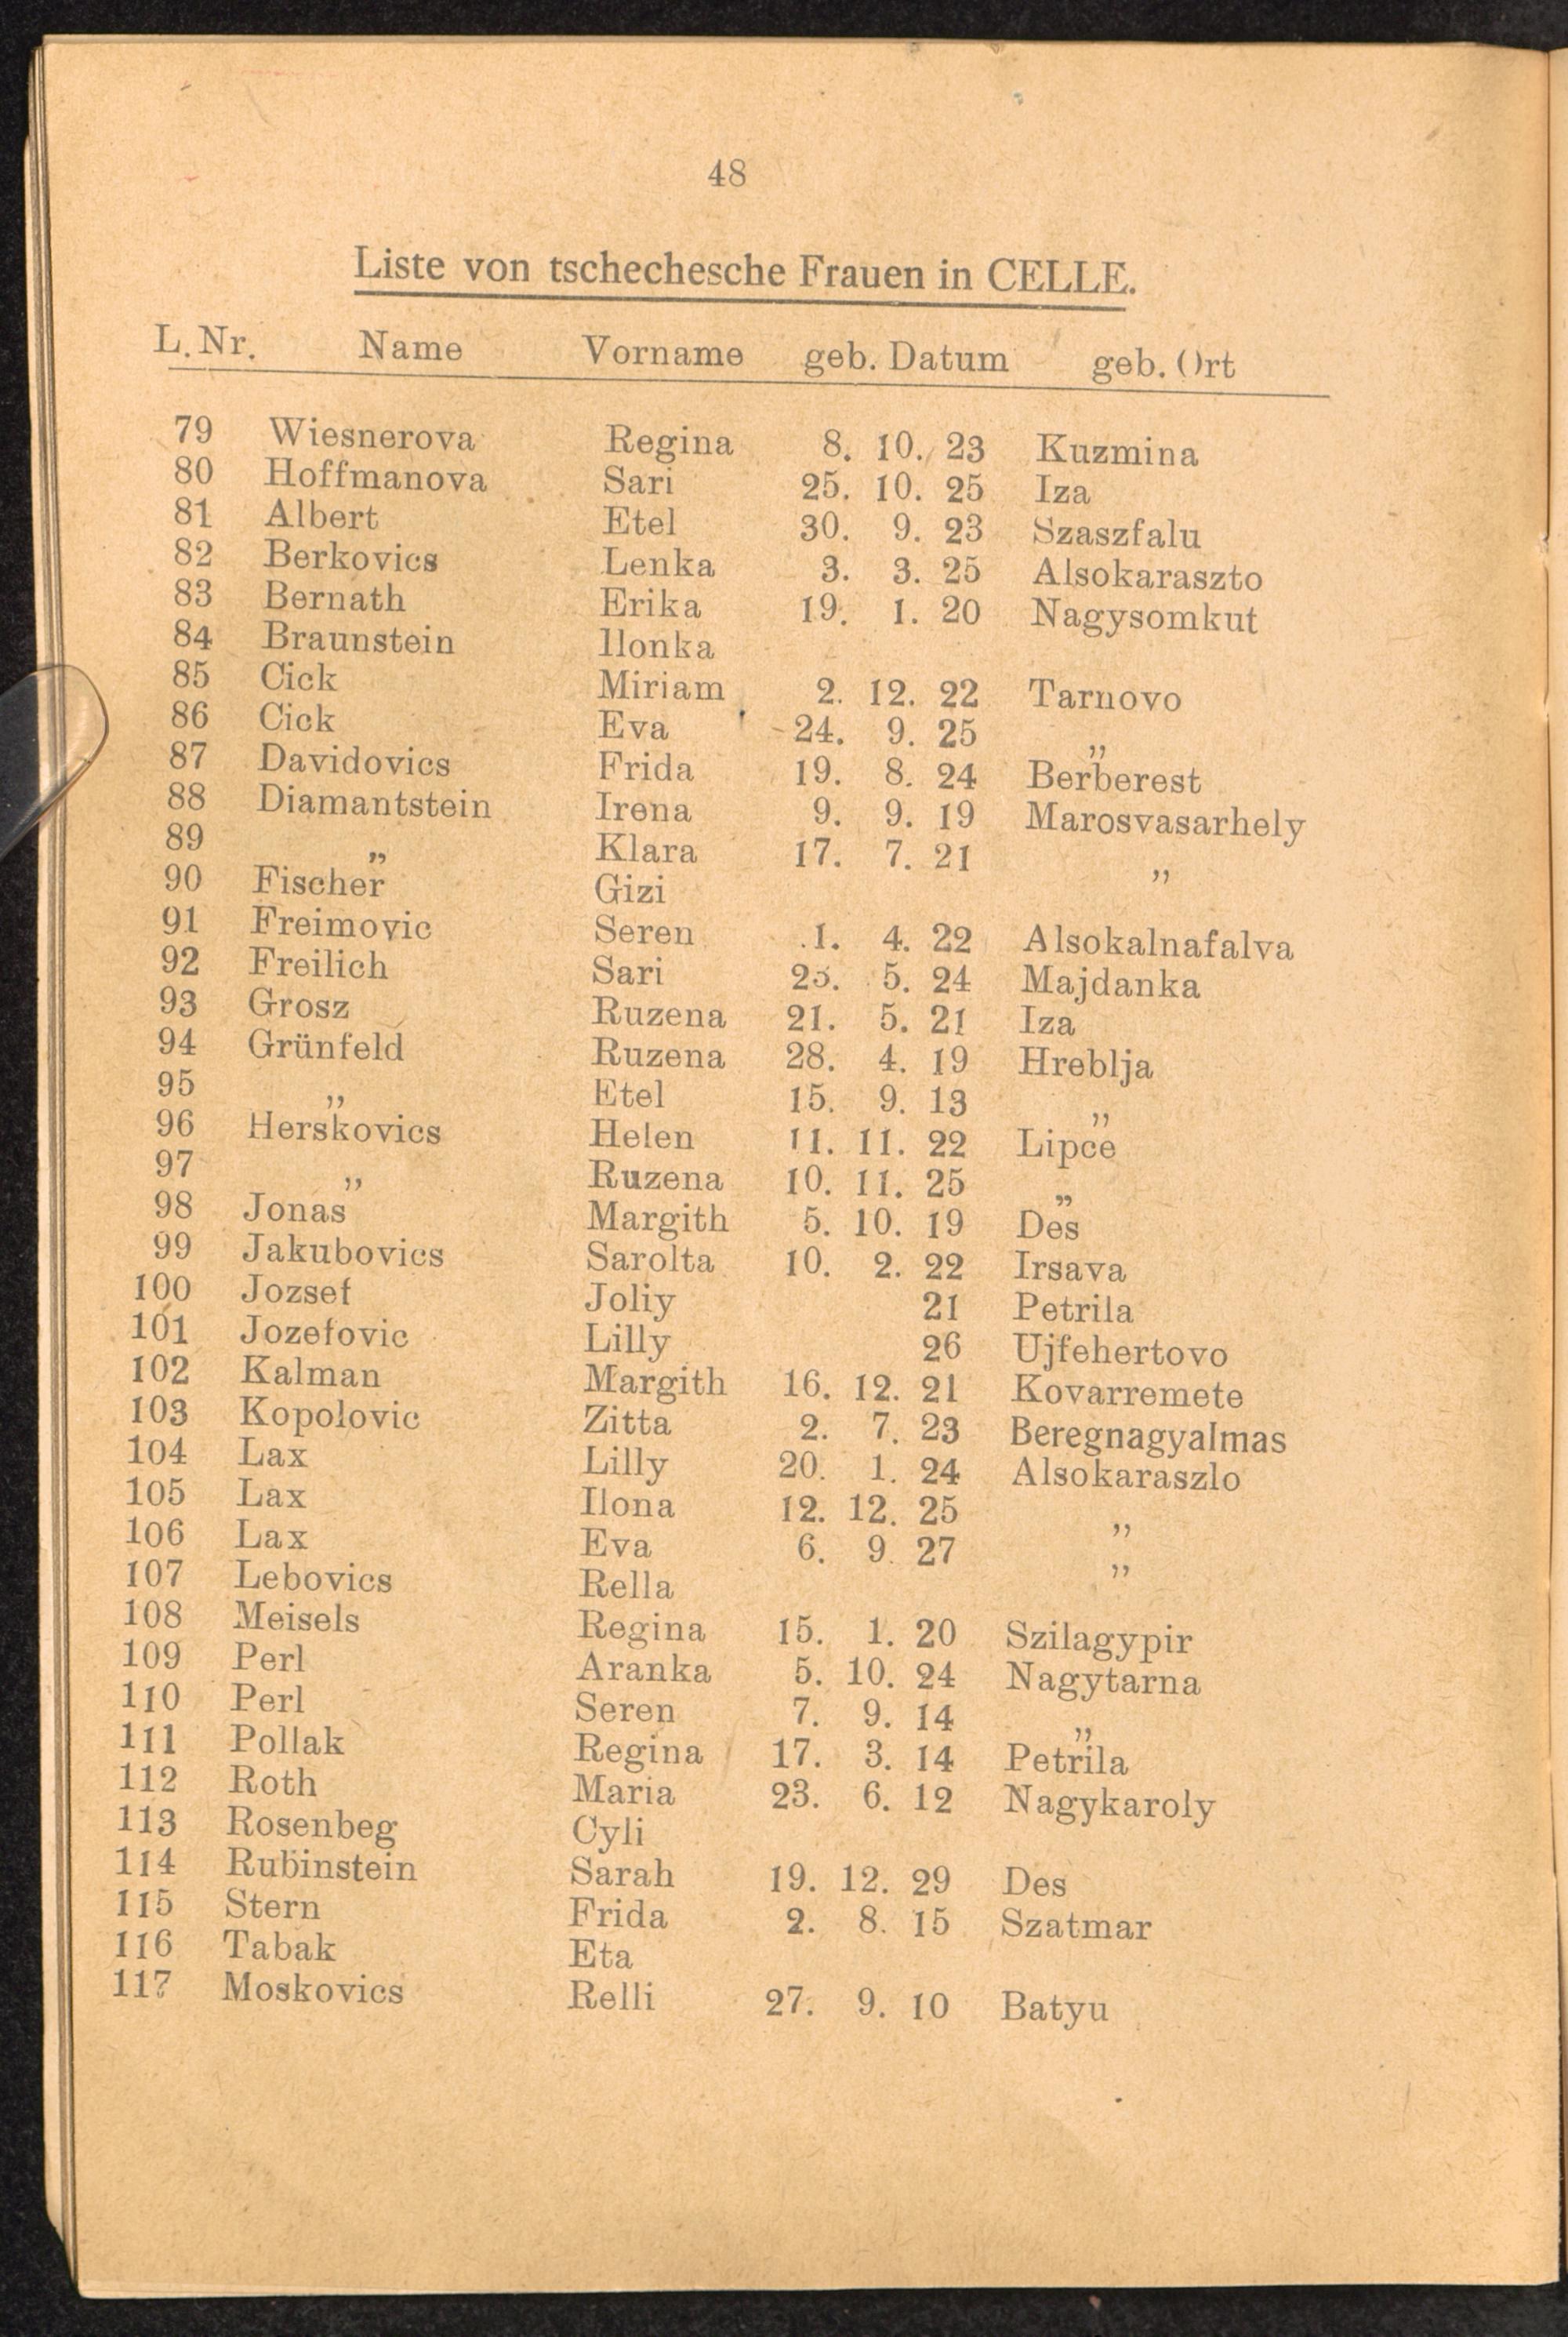 48
Liste von tschechesche Frauen in CELLE.
L. Nr. Name Vorname geb. Datum geb. Ort
79 Wiesnerova Regina 8. 10. 23 Kuzmina
80 Hoffmanova Sari 25. 10. 25 Iza
81 Albert Etel 30. 9. 23 Szaszfalu
82 Berkovics Lenka 3. 3. 25 Alsokaraszto
83 Bernath Erika 19. 1. 20 Nagysomkut
84 Braunstein Ilonka
85 Cick Miriam 2. 12. 22 Tarnovo
86 Cick Eva 24. 9. 25 „
87 Davidovics Frida 19. 8. 24 Berberest
88 Diamantstein Irena 9. 9. 19 Marosvasarhely
89 „ Klara 17. 7. 21 „
90 Fischer Gizi
91 Freimovic Seren 1. 4. 22 Alsokalnafalva
92 Freilich Sari 25. 5. 24 Majdanka
93 Grosz Ruzena 21. 5. 21 Iza
94 Grünfeld Ruzena 28. 4. 19 Hreblja
95 „ Etel 15. 9. 13 „
96 Herskovics Helen 11. 11. 22 Lipce
97 „ Ruzena 10. 11. 25 „
98 Jonas Margith 5. 10. 19 Des
99 Jakubovics Sarolta 10. 2. 22 Irsava
100 Jozsef Joliy 21 Petrila
101 Jozefovic Lilly 26 Ujfehertovo
102 Kalman Margith 16. 12. 21 Kovarremete
103 Kopolovic Zitta 2. 7. 23 Beregnagyalmas
104 Lax Lilly 20. 1. 24 Alsokaraszlo
105 Lax Ilona 12. 12. 25 „
106 Lax Eva 6. 9. 27 „
107 Lebovics Rella
108 Meisels Regina 15. 1. 20 Szilagypir
109 Perl Aranka 5. 10. 24 Nagytarna
110 Perl Seren 7. 9. 14 „
111 Pollak Regina 17. 3. 14 Petrila
112 Roth Maria 23. 6. 12 Nagykaroly
113 Rosenbeg Cyli
114 Rubinstein Sarah 19. 12. 29 Des
115 Stern Frida 2. 8. 15 Szatmar
116 Tabak Eta
117 Moskovics Relli 27. 9. 10 Batyu